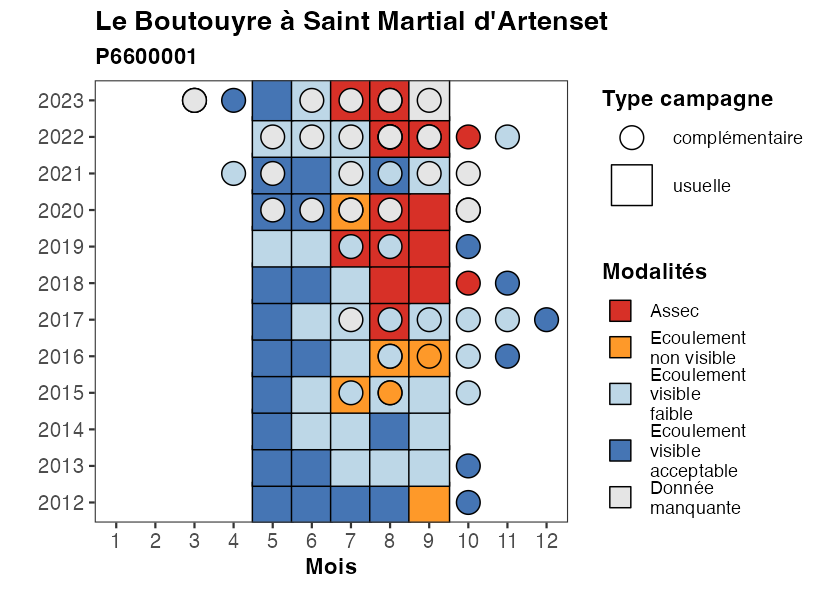 Le Boutouyre à Saint Martial d'Artenset
P6600001
2023
2022
2021
2020
2019
2018
2017
2016
2015
2014
2013
2012
1 2 3 4 5 6 7 8 9 10 11 12
Mois
Type campagne
complémentaire
usuelle
Modalités
Assec
Ecoulement
non visible
Ecoulement
visible
faible
Ecoulement
visible
acceptable
Donnée
manquante